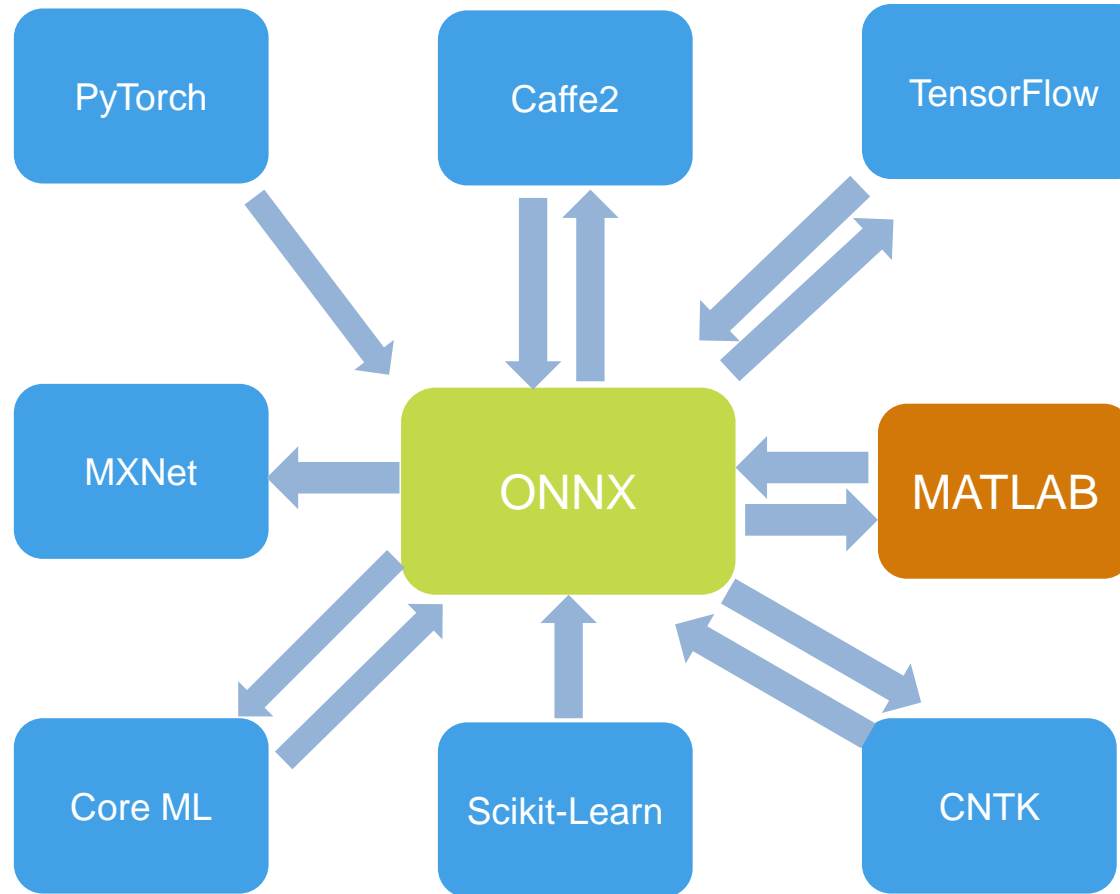 PyTorch
Caffe2
TensorFlow
MXNet
ONNX
MATLAB
Core ML
Scikit-Learn
CNTK